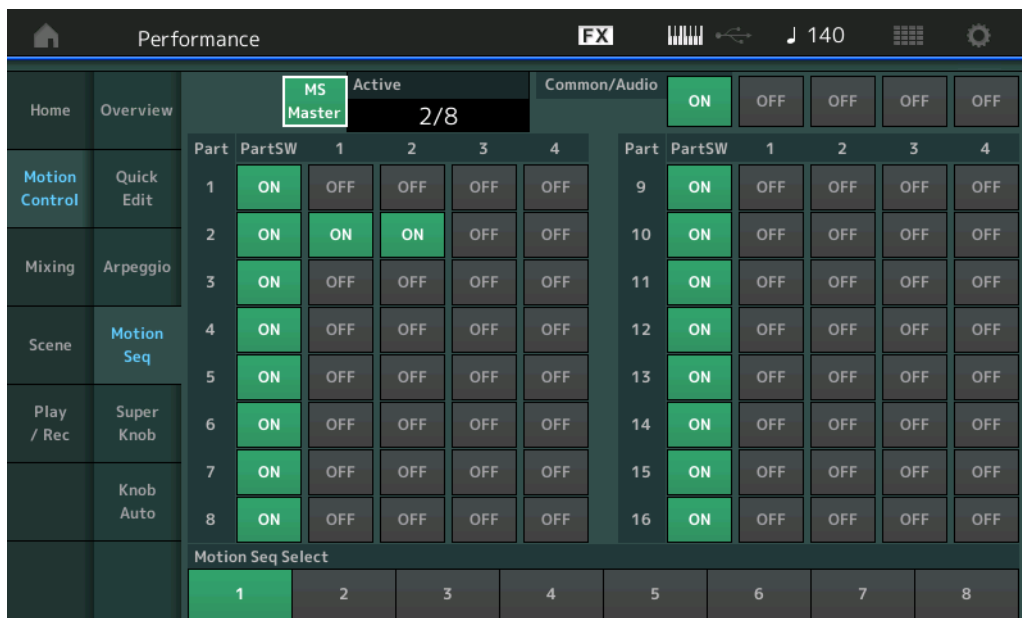 Performance FX 140
MS Master Active 2/8 Common/Audio ON OFF OFF OFF OFF
Home Overview
Motion Control Quick Edit
Mixing Arpeggio
Scene Motion Seq
Play / Rec Super Knob
Knob Auto
Part PartSW 1 2 3 4 Part PartSW 1 2 3 4
1 ON OFF OFF OFF OFF 9 ON OFF OFF OFF OFF
2 ON ON ON OFF OFF 10 ON OFF OFF OFF OFF
3 ON OFF OFF OFF OFF 11 ON OFF OFF OFF OFF
4 ON OFF OFF OFF OFF 12 ON OFF OFF OFF OFF
5 ON OFF OFF OFF OFF 13 ON OFF OFF OFF OFF
6 ON OFF OFF OFF OFF 14 ON OFF OFF OFF OFF
7 ON OFF OFF OFF OFF 15 ON OFF OFF OFF OFF
8 ON OFF OFF OFF OFF 16 ON OFF OFF OFF OFF
Motion Seq Select
1 2 3 4 5 6 7 8